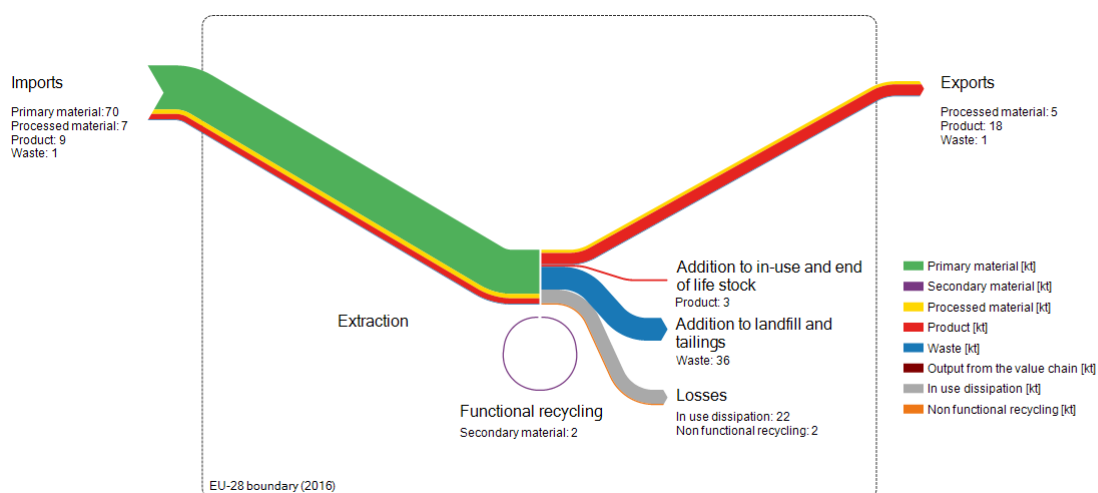 Imports
Primary material: 70
Processed material: 7
Product: 9
Waste: 1
Exports
Processed material: 5
Product: 18
Waste: 1
Extraction
Addition to in-use and end
of life stock
Product: 3
Addition to landfill and
tailings
Waste: 36
Losses
In use dissipation: 22
Non functional recycling: 2
Functional recycling
Secondary material: 2
Primary material [kt]
Secondary material [kt]
Processed material [kt]
Product [kt]
Waste [kt]
Output from the value chain [kt]
In use dissipation [kt]
Non functional recycling [kt]
EU-28 boundary (2016)